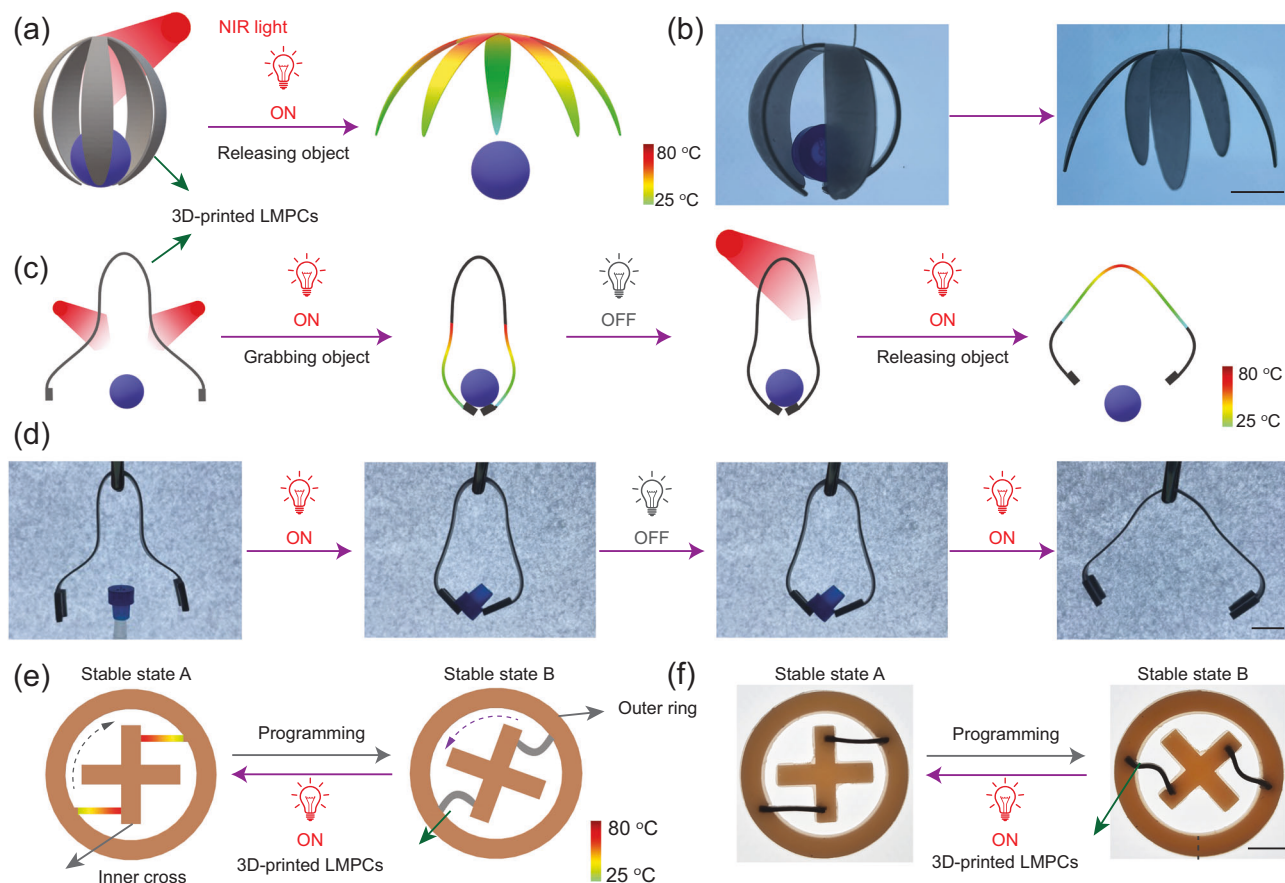 (a)
NIR light
ON
Releasing object
80 °C
25 °C
(b)
3D-printed LMPCs
(c)
ON
Grabbing object
OFF
ON
Releasing object
80 °C
25 °C
(d)
ON
OFF
ON
(e)
Stable state A
Stable state B
Outer ring
Programming
ON
3D-printed LMPCs
Inner cross
80 °C
25 °C
(f)
Stable state A
Stable state B
Programming
ON
3D-printed LMPCs